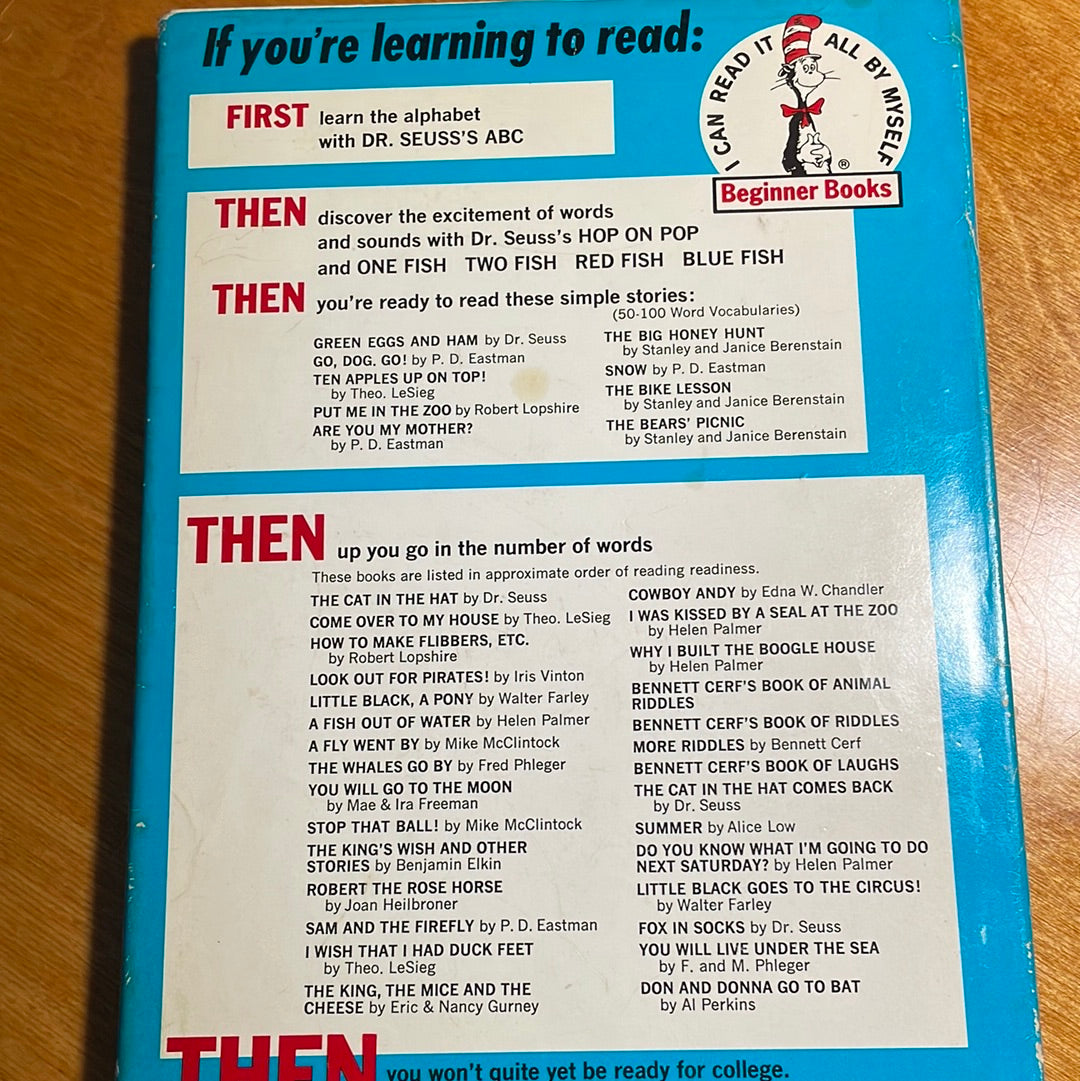 If you're learning to read:
I CAN READ IT ALL BY MYSELF
®
Beginner Books
FIRST learn the alphabet
with DR. SEUSS'S ABC
THEN discover the excitement of words
and sounds with Dr. Seuss's HOP ON POP
and ONE FISH TWO FISH RED FISH BLUE FISH
THEN you're ready to read these simple stories:
(50-100 Word Vocabularies)
GREEN EGGS AND HAM by Dr. Seuss
GO, DOG. GO! by P. D. Eastman
TEN APPLES UP ON TOP!
by Theo. LeSieg
PUT ME IN THE ZOO by Robert Lopshire
ARE YOU MY MOTHER?
by P. D. Eastman
THE BIG HONEY HUNT
by Stanley and Janice Berenstain
SNOW by P. D. Eastman
THE BIKE LESSON
by Stanley and Janice Berenstain
THE BEARS' PICNIC
by Stanley and Janice Berenstain
THEN up you go in the number of words
These books are listed in approximate order of reading readiness.
THE CAT IN THE HAT by Dr. Seuss
COME OVER TO MY HOUSE by Theo. LeSieg
HOW TO MAKE FLIBBERS, ETC.
by Robert Lopshire
LOOK OUT FOR PIRATES! by Iris Vinton
LITTLE BLACK, A PONY by Walter Farley
A FISH OUT OF WATER by Helen Palmer
A FLY WENT BY by Mike McClintock
THE WHALES GO BY by Fred Phleger
YOU WILL GO TO THE MOON
by Mae & Ira Freeman
STOP THAT BALL! by Mike McClintock
THE KING'S WISH AND OTHER
STORIES by Benjamin Elkin
ROBERT THE ROSE HORSE
by Joan Heilbroner
SAM AND THE FIREFLY by P. D. Eastman
I WISH THAT I HAD DUCK FEET
by Theo. LeSieg
THE KING, THE MICE AND THE
CHEESE by Eric & Nancy Gurney
COWBOY ANDY by Edna W. Chandler
I WAS KISSED BY A SEAL AT THE ZOO
by Helen Palmer
WHY I BUILT THE BOOGLE HOUSE
by Helen Palmer
BENNETT CERF'S BOOK OF ANIMAL
RIDDLES
BENNETT CERF'S BOOK OF RIDDLES
MORE RIDDLES by Bennett Cerf
BENNETT CERF'S BOOK OF LAUGHS
THE CAT IN THE HAT COMES BACK
by Dr. Seuss
SUMMER by Alice Low
DO YOU KNOW WHAT I'M GOING TO DO
NEXT SATURDAY? by Helen Palmer
LITTLE BLACK GOES TO THE CIRCUS!
by Walter Farley
FOX IN SOCKS by Dr. Seuss
YOU WILL LIVE UNDER THE SEA
by F. and M. Phleger
DON AND DONNA GO TO BAT
by Al Perkins
THEN you won't quite yet be ready for college.